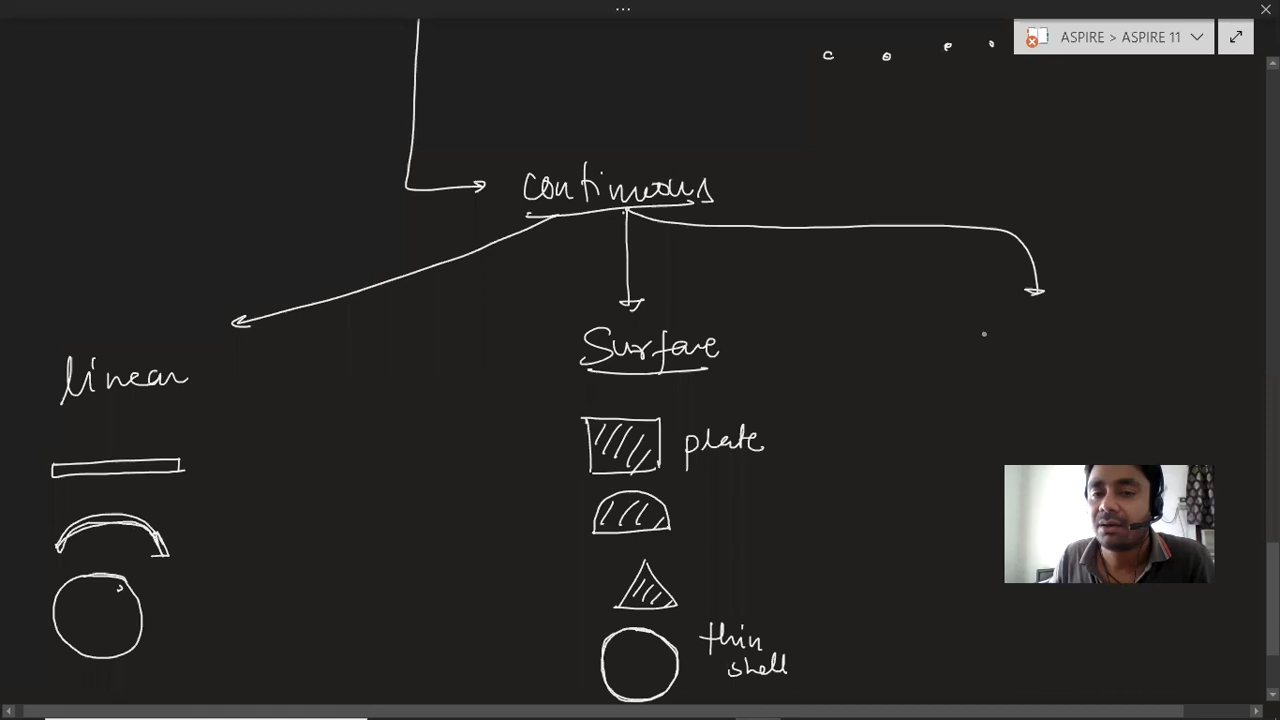 ASPIRE > ASPIRE 11
continuous
linear
Surface
plate
thin
shell